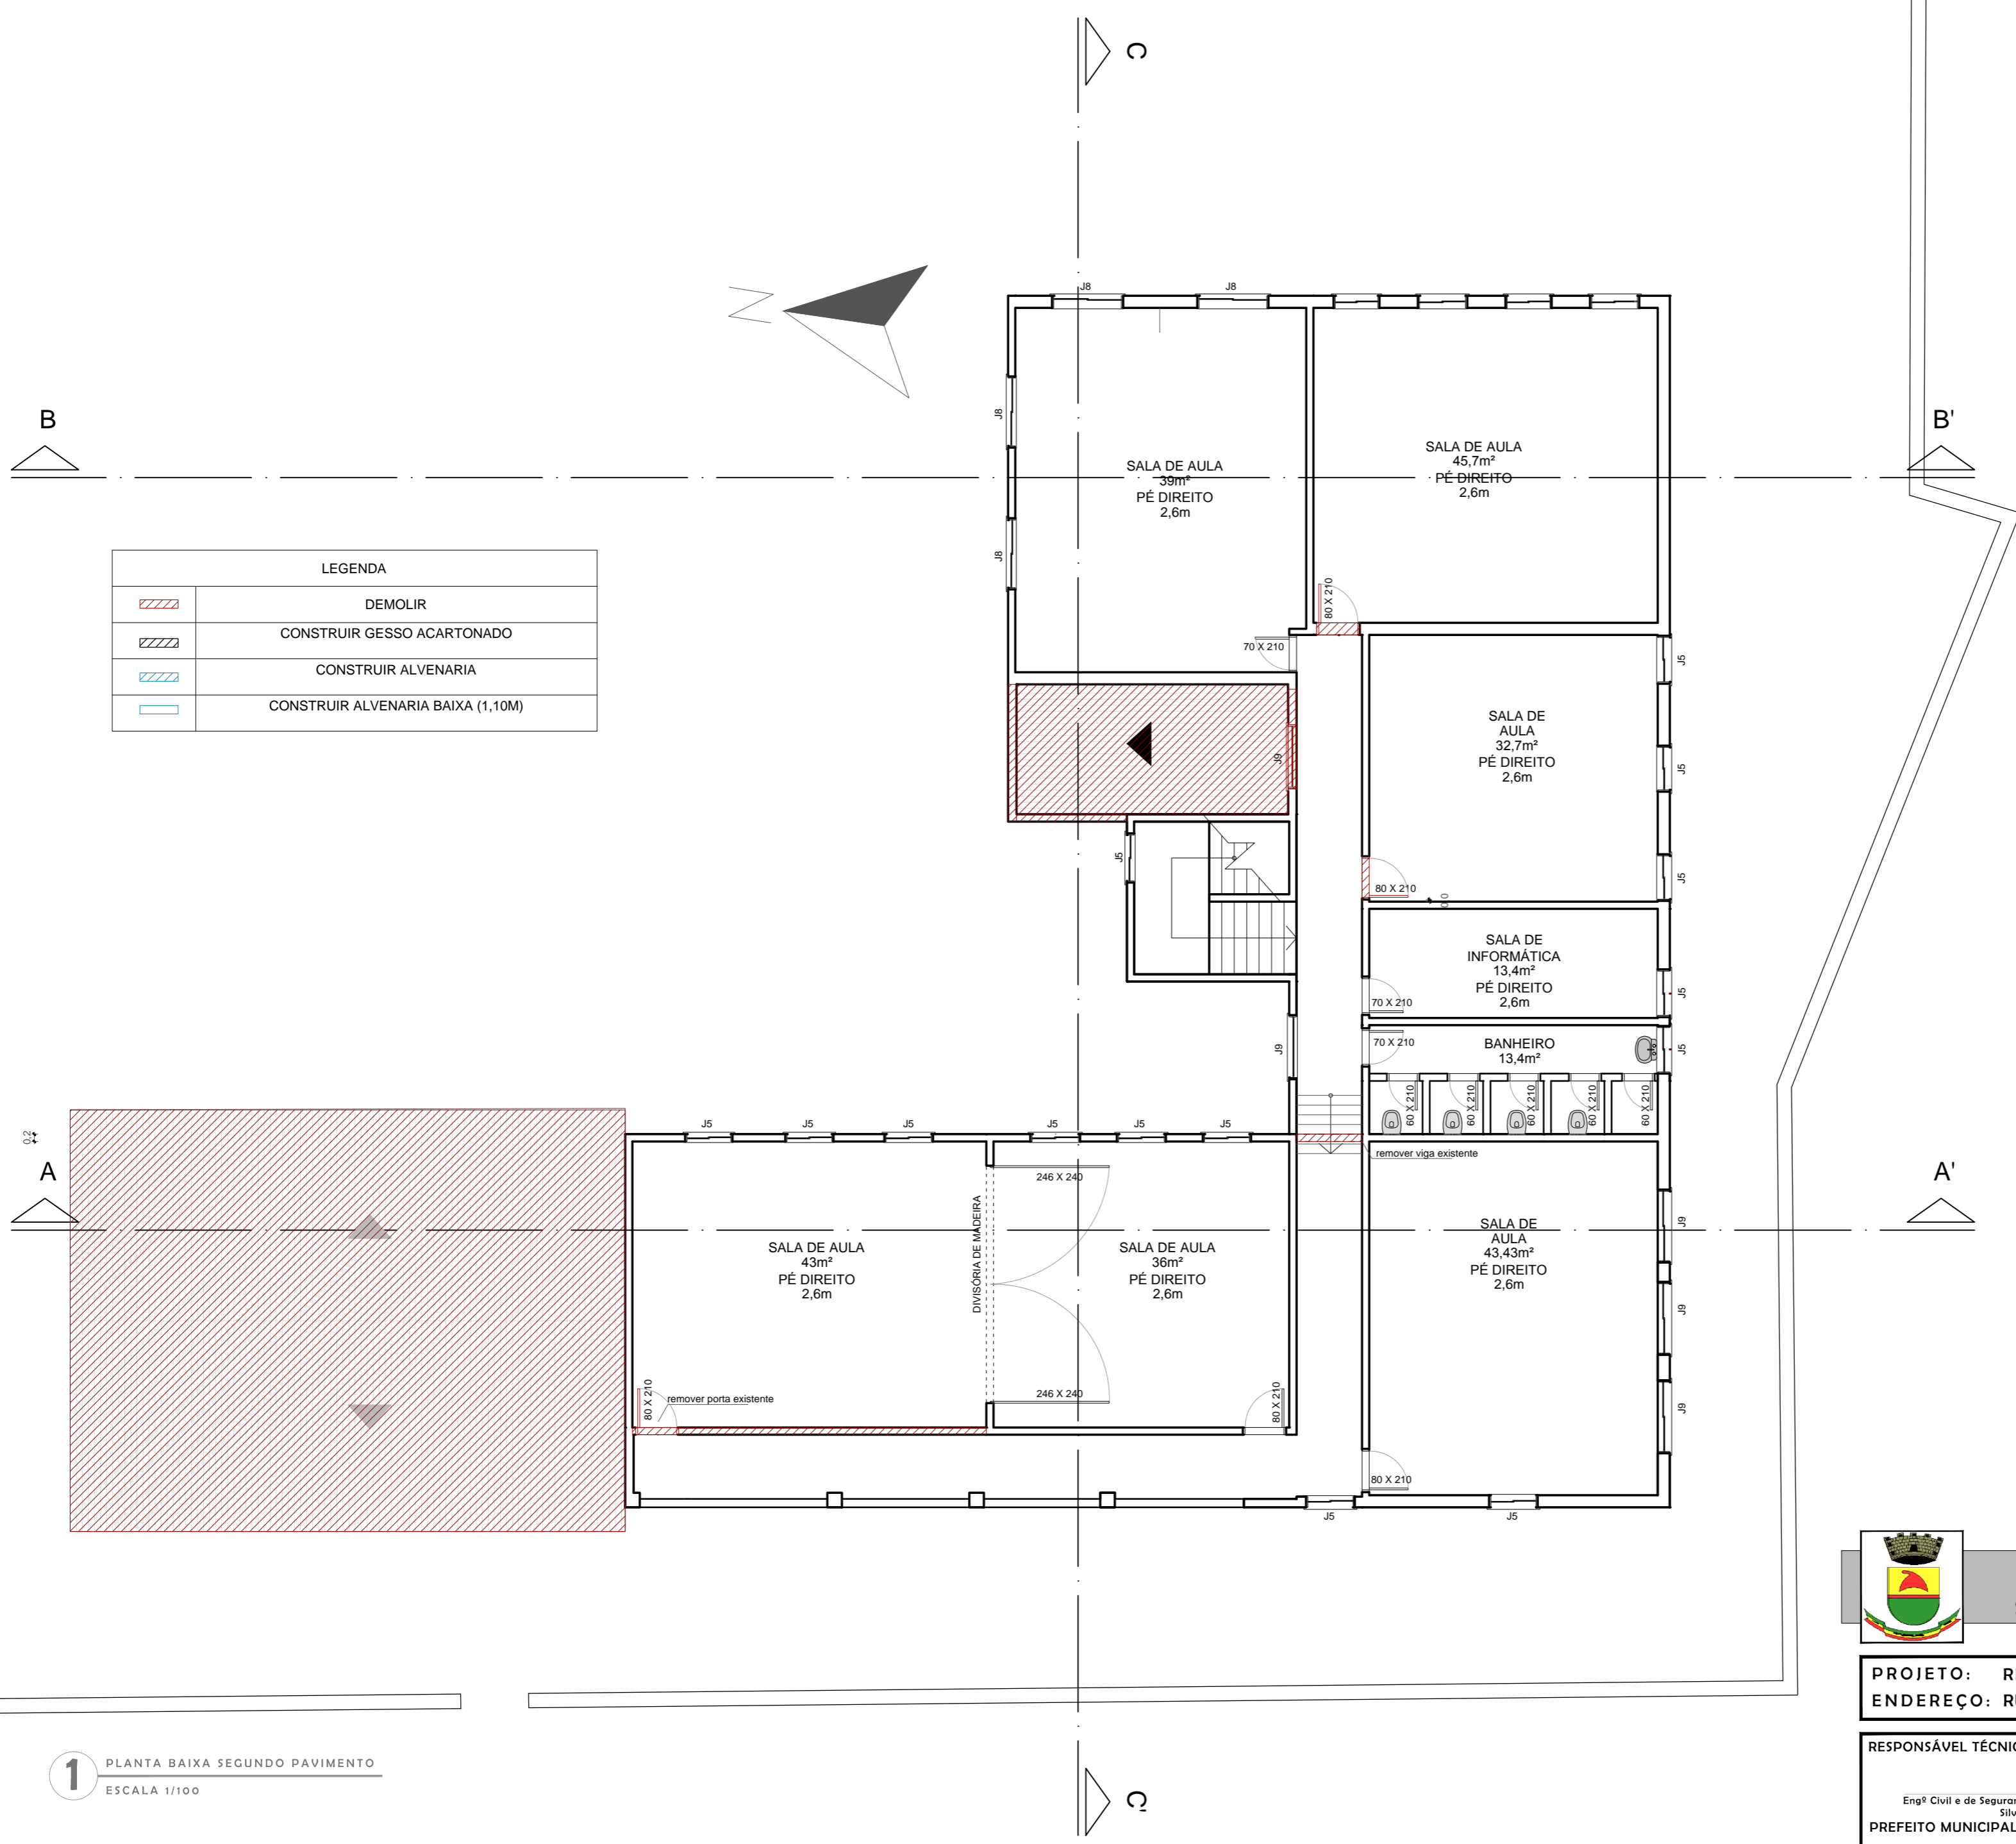 C
N
J8
J8
B
B'
J8
J8
SALA DE AULA
39m²
PÉ DIREITO
2,6m
SALA DE AULA
45,7m²
PÉ DIREITO
2,6m
LEGENDA
DEMOLIR
CONSTRUIR GESSO ACARTONADO
CONSTRUIR ALVENARIA
CONSTRUIR ALVENARIA BAIXA (1,10M)
80 X 210
70 X 210
J5
J5
J5
SALA DE
AULA
32,7m²
PÉ DIREITO
2,6m
J9
J5
80 X 210
SALA DE
INFORMÁTICA
13,4m²
PÉ DIREITO
2,6m
70 X 210
J5
J9
70 X 210
BANHEIRO
13,4m²
J5
60 X 210
60 X 210
60 X 210
60 X 210
60 X 210
0,2
A
A'
J5
J5
J5
J5
J5
J5
remover viga existente
246 X 240
DIVISÓRIA DE MADEIRA
SALA DE AULA
43m²
PÉ DIREITO
2,6m
SALA DE AULA
36m²
PÉ DIREITO
2,6m
SALA DE
AULA
43,43m²
PÉ DIREITO
2,6m
J9
J9
J9
80 X 210
remover porta existente
246 X 240
80 X 210
80 X 210
J5
J5
PROJETO:
ENDEREÇO:
RESPONSÁVEL TÉCNI
Engº Civil e de Segura
Silv
PREFEITO MUNICIPAL
1
PLANTA BAIXA SEGUNDO PAVIMENTO
ESCALA 1/100
C'